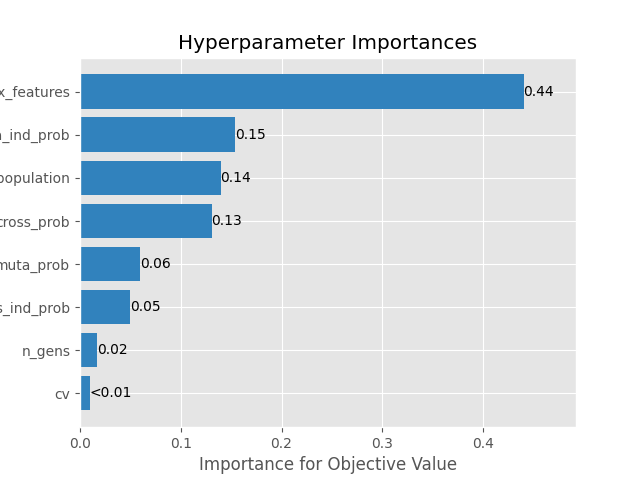 Hyperparameter Importances
x_features 0.44
_ind_prob 0.15
population 0.14
cross_prob 0.13
muta_prob 0.06
s_ind_prob 0.05
n_gens 0.02
cv <0.01
0.0 0.1 0.2 0.3 0.4
Importance for Objective Value